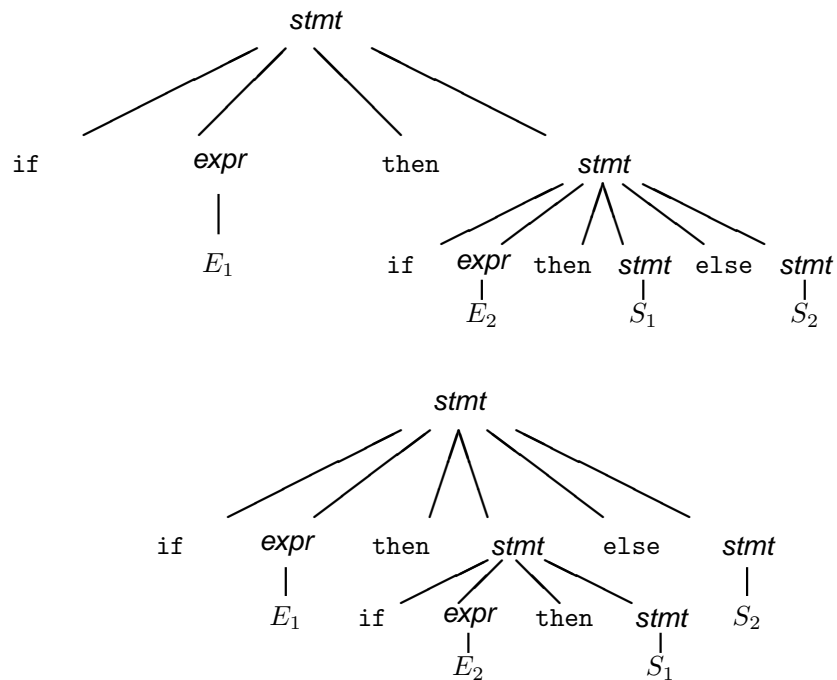 stmt
if expr then stmt
E₁ if expr then stmt else stmt
E₂ S₁ S₂
stmt
if expr then stmt else stmt
E₁ if expr then stmt S₂
E₂ S₁